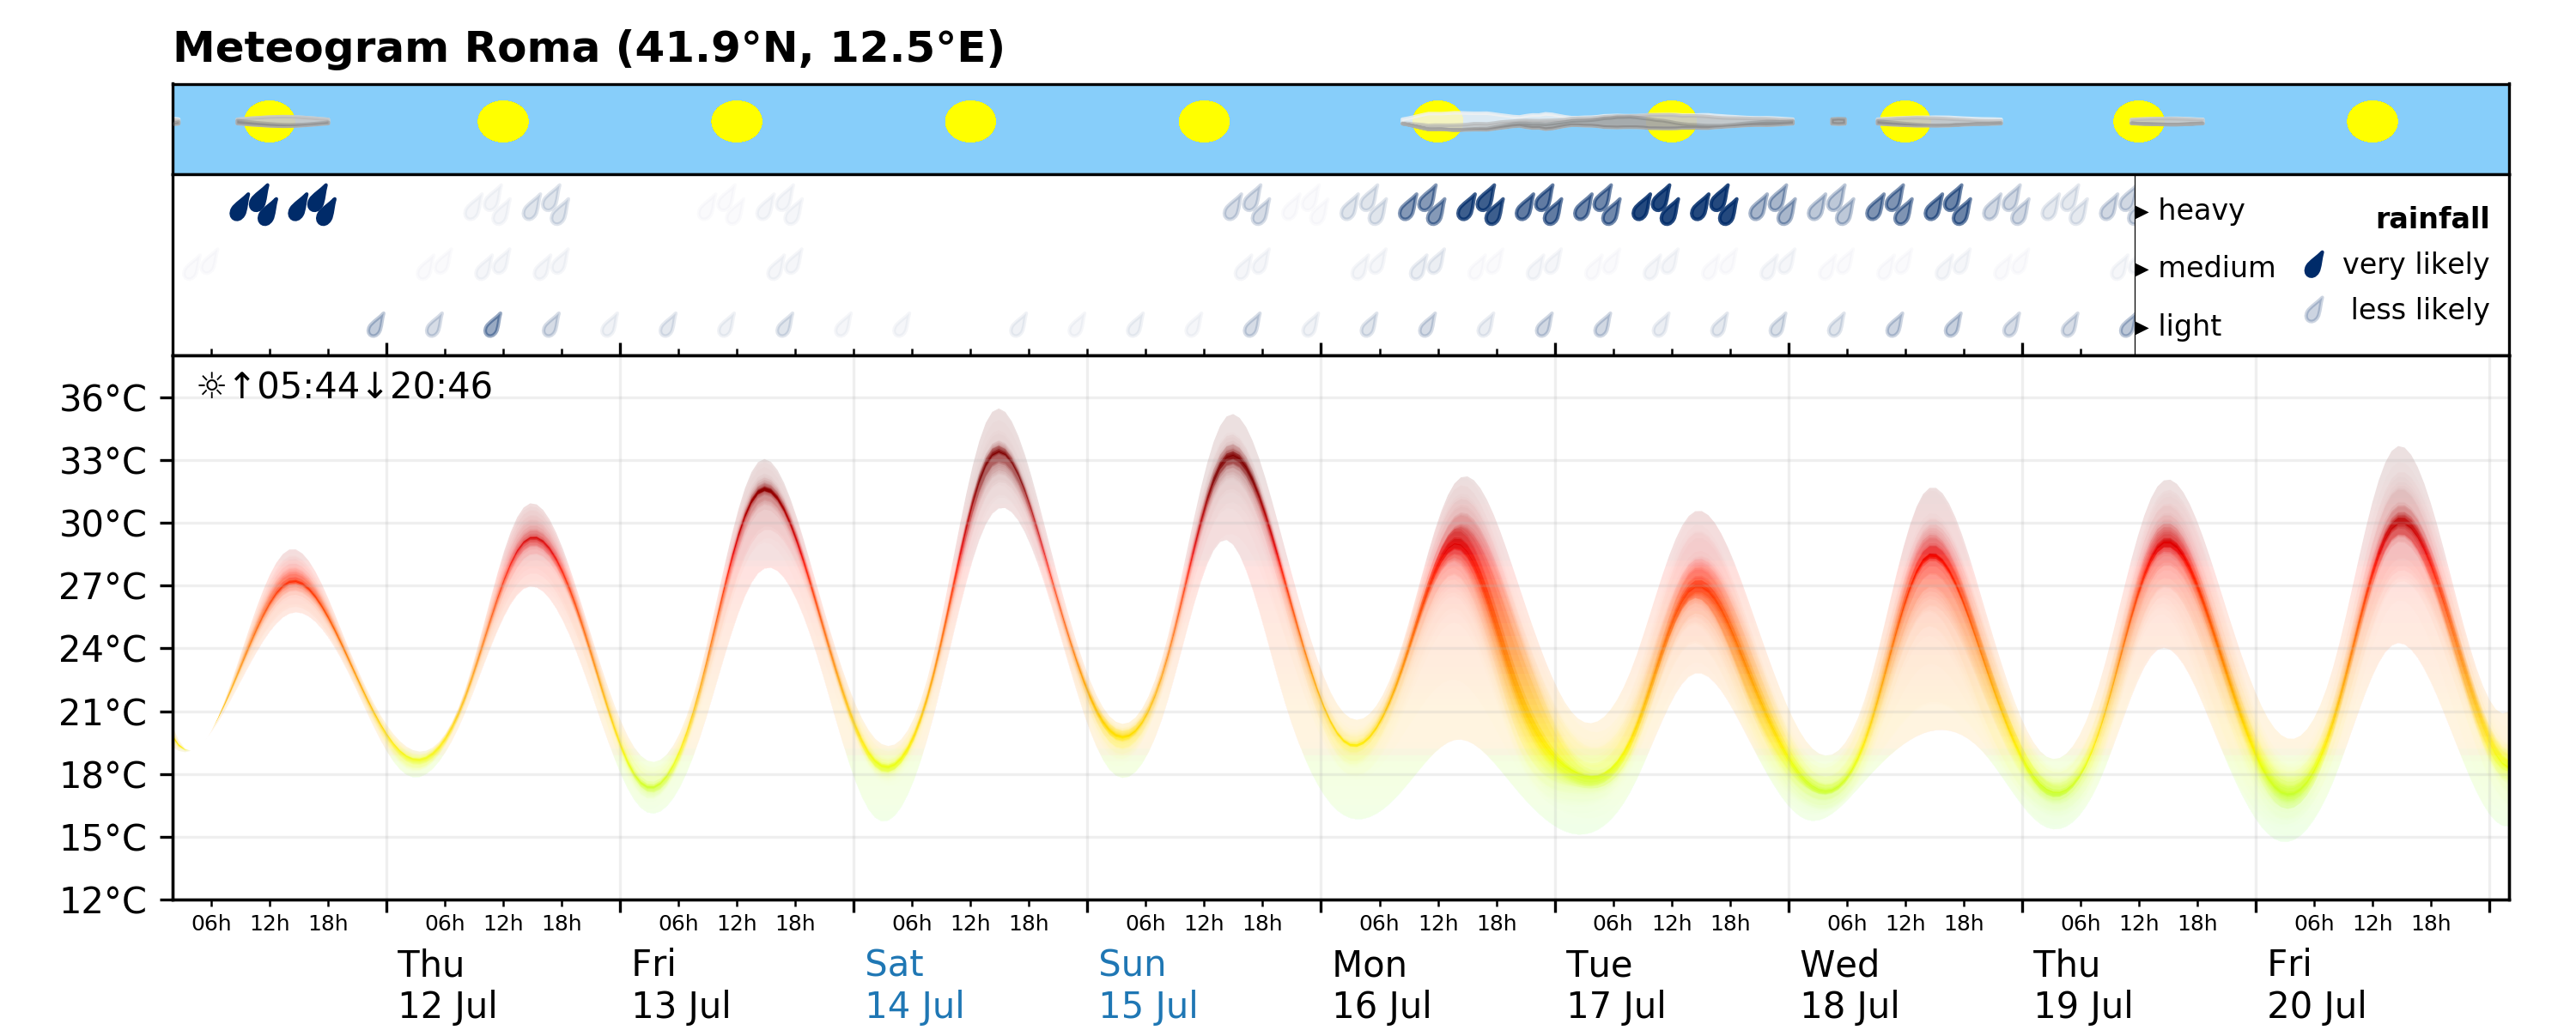 Meteogram Roma (41.9°N, 12.5°E)
▸ heavy
rainfall
▸ medium
very likely
less likely
▸ light
☼↑05:44↓20:46
36°C
33°C
30°C
27°C
24°C
21°C
18°C
15°C
12°C
06h 12h 18h 06h 12h 18h 06h 12h 18h 06h 12h 18h 06h 12h 18h 06h 12h 18h 06h 12h 18h 06h 12h 18h 06h 12h 18h 06h 12h 18h
Thu Fri Sat Sun Mon Tue Wed Thu Fri
12 Jul 13 Jul 14 Jul 15 Jul 16 Jul 17 Jul 18 Jul 19 Jul 20 Jul